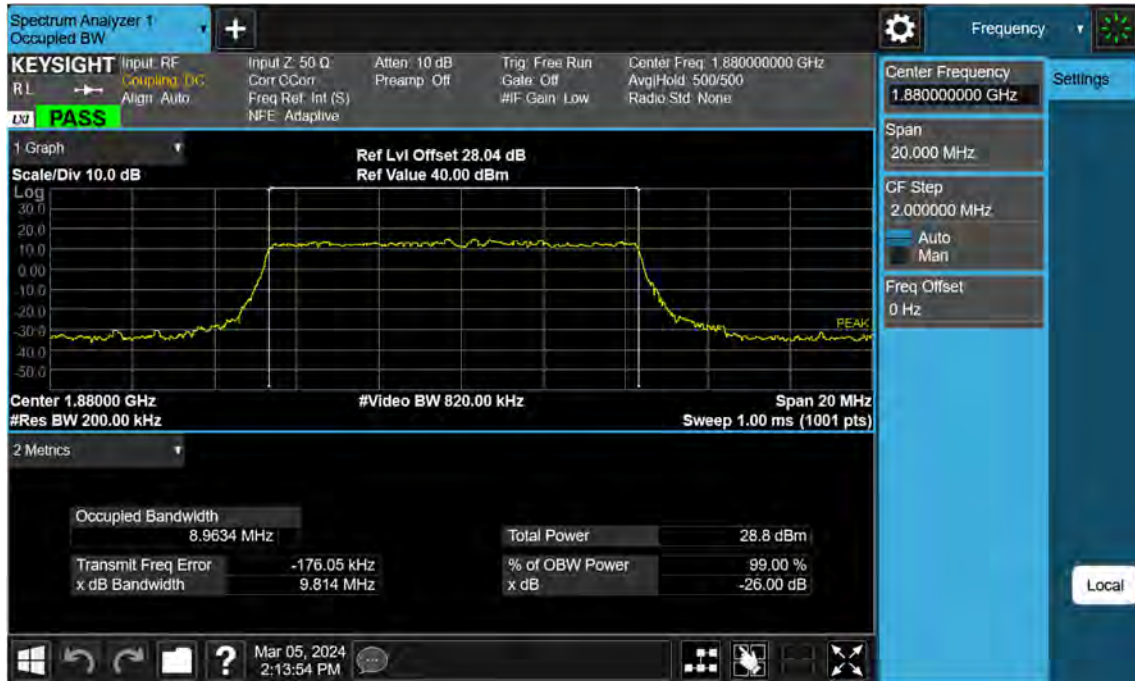 Spectrum Analyzer 1
Occupied BW
+
Frequency
KEYSIGHT
RL
LXI
PASS
Input: RF
Coupling: DC
Align: Auto
Input Z: 50 Ω
Corr CCorr
Freq Ref: Int (S)
NFE: Adaptive
Atten: 10 dB
Preamp: Off
Trig: Free Run
Gate: Off
#IF Gain: Low
Center Freq: 1.880000000 GHz
Avg|Hold: 500/500
Radio Std: None
Center Frequency
1.880000000 GHz
Settings
Span
20.000 MHz
CF Step
2.000000 MHz
Auto
Man
Freq Offset
0 Hz
1 Graph
Scale/Div 10.0 dB
Ref Lvl Offset 28.04 dB
Ref Value 40.00 dBm
Log
30.0
20.0
10.0
0.00
-10.0
-20.0
-30.0
-40.0
-50.0
PEAK
Center 1.88000 GHz
#Res BW 200.00 kHz
#Video BW 820.00 kHz
Span 20 MHz
Sweep 1.00 ms (1001 pts)
2 Metrics
Occupied Bandwidth
8.9634 MHz
Transmit Freq Error -176.05 kHz
x dB Bandwidth 9.814 MHz
Total Power 28.8 dBm
% of OBW Power 99.00 %
x dB -26.00 dB
Local
?
Mar 05, 2024
2:13:54 PM